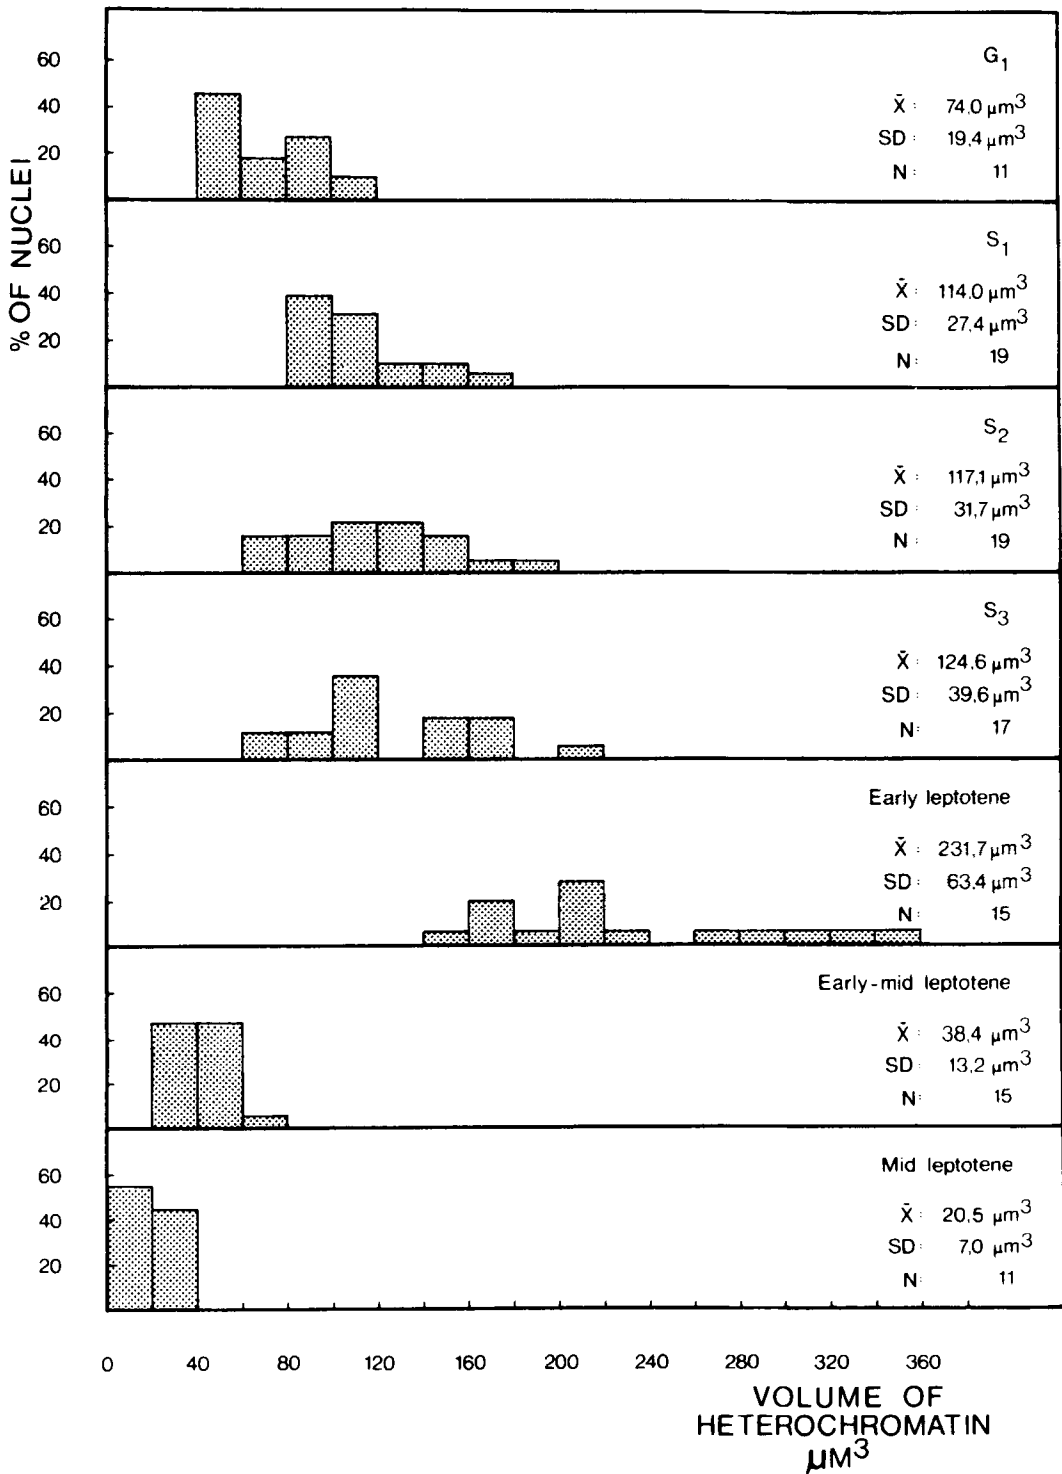 % OF NUCLEI
60
40
20
G1
X̄ : 74,0 μm³
SD : 19,4 μm³
N : 11
60
40
20
S1
X̄ : 114,0 μm³
SD : 27,4 μm³
N : 19
60
40
20
S2
X̄ : 117,1 μm³
SD : 31,7 μm³
N : 19
60
40
20
S3
X̄ : 124,6 μm³
SD : 39,6 μm³
N : 17
60
40
20
Early leptotene
X̄ : 231,7 μm³
SD : 63,4 μm³
N : 15
60
40
20
Early-mid leptotene
X̄ : 38,4 μm³
SD : 13,2 μm³
N : 15
60
40
20
Mid leptotene
X̄ : 20,5 μm³
SD : 7,0 μm³
N : 11
0 40 80 120 160 200 240 280 320 360
VOLUME OF
HETEROCHROMATIN
μM³